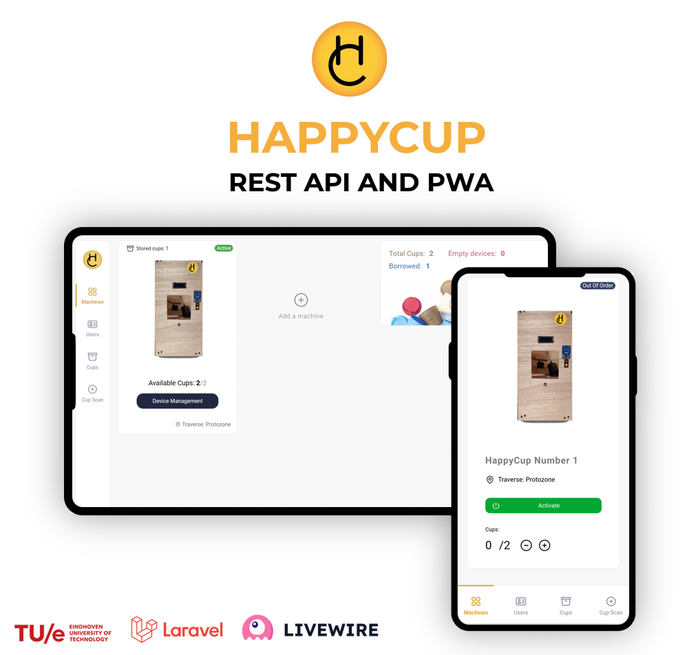 HC
HAPPYCUP
REST API AND PWA
Stored cups: 1
Active
Available Cups: 2/2
Device Management
Traverse: Protozone
Add a machine
Total Cups: 2 Empty devices: 0
Borrowed: 1
HC
Machines
Users
Cups
Cup Scan
Out Of Order
HappyCup Number 1
Traverse: Protozone
Activate
Cups:
0 /2
Machines Users Cups Cup Scan
TU/e EINDHOVEN
UNIVERSITY OF
TECHNOLOGY
Laravel
LIVEWIRE